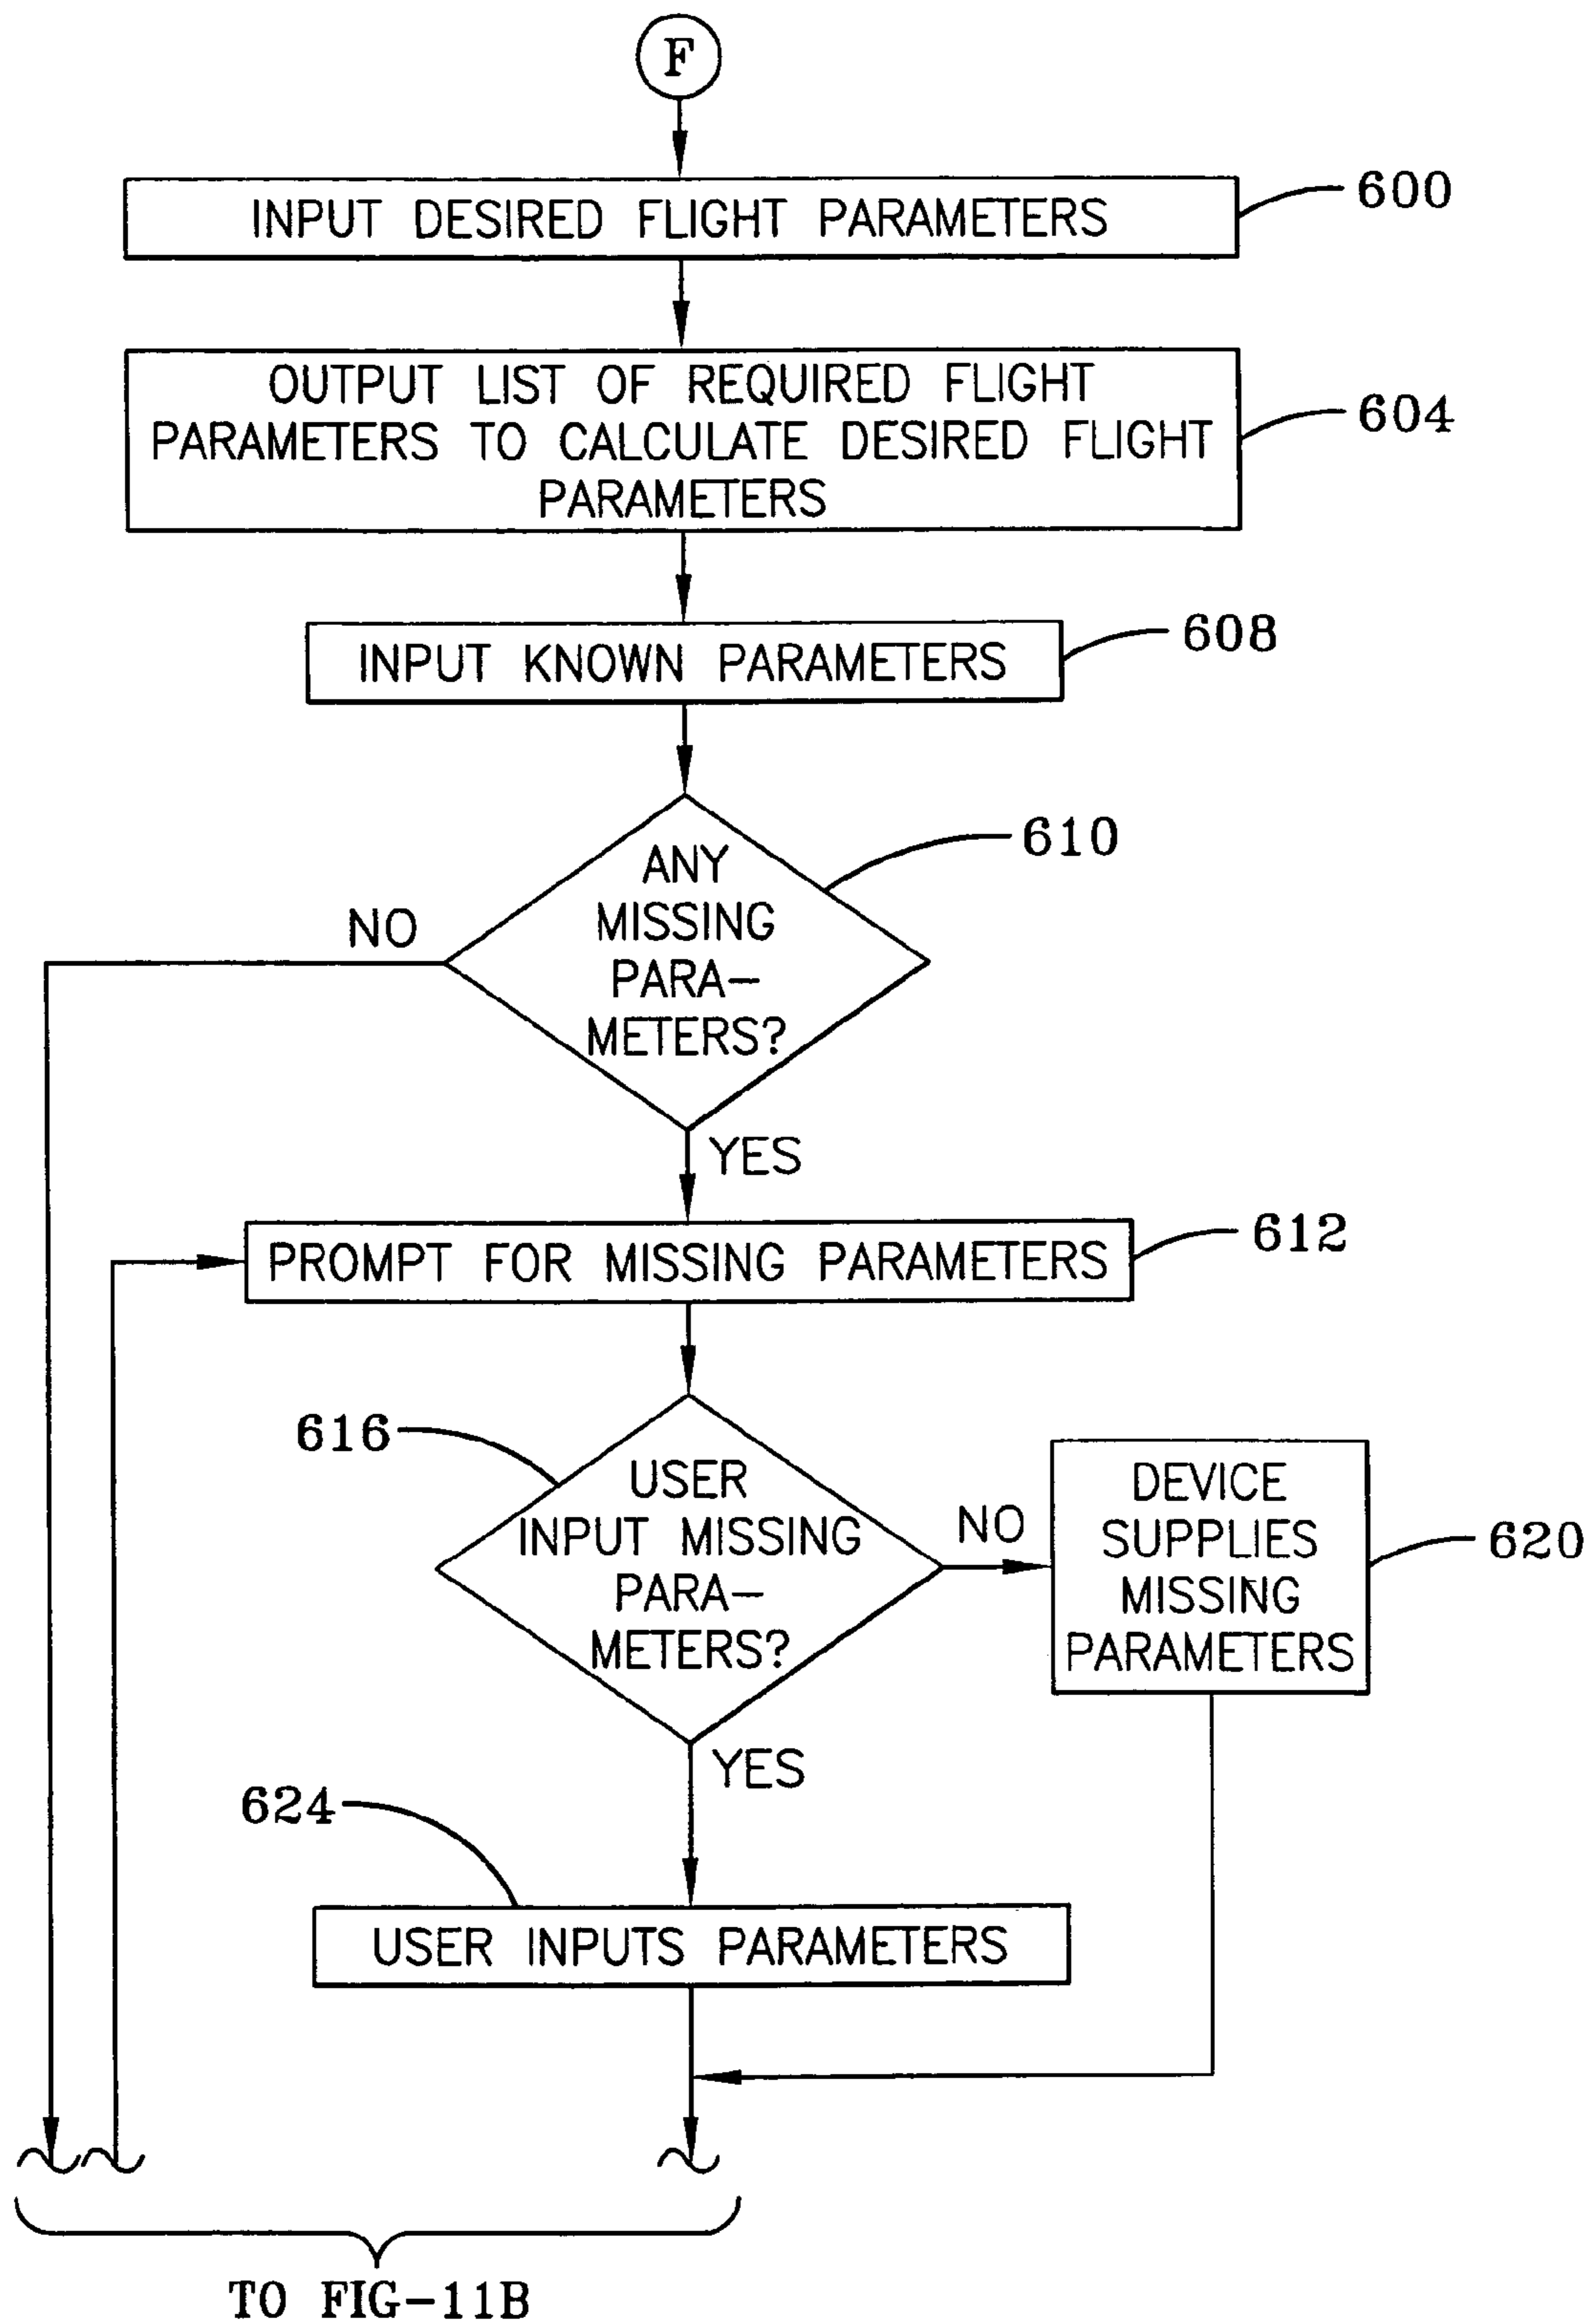 F
INPUT DESIRED FLIGHT PARAMETERS
600
OUTPUT LIST OF REQUIRED FLIGHT
PARAMETERS TO CALCULATE DESIRED FLIGHT
PARAMETERS
604
INPUT KNOWN PARAMETERS
608
ANY
MISSING
PARA-
METERS?
610
NO
YES
PROMPT FOR MISSING PARAMETERS
612
616
USER
INPUT MISSING
PARA-
METERS?
NO
DEVICE
SUPPLIES
MISSING
PARAMETERS
620
YES
624
USER INPUTS PARAMETERS
TO FIG-11B